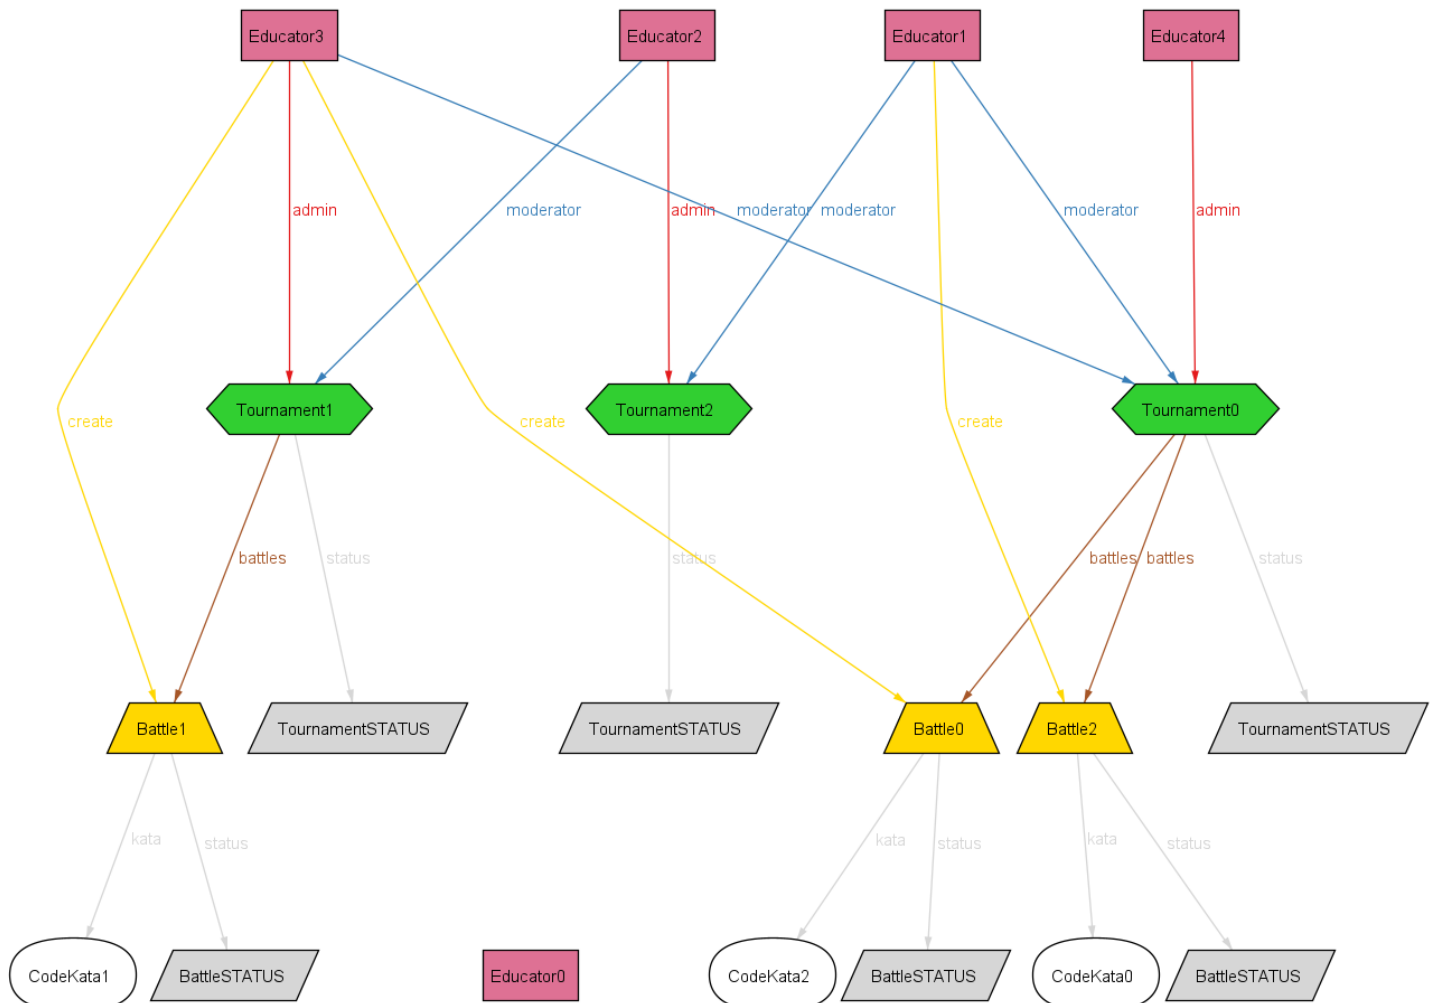 Educator3
Educator2
Educator1
Educator4
admin
moderator
admin
moderator
moderator
moderator
admin
Tournament1
Tournament2
Tournament0
create
create
create
battles
status
status
battles
battles
status
Battle1
TournamentSTATUS
TournamentSTATUS
Battle0
Battle2
TournamentSTATUS
kata
status
kata
status
kata
status
CodeKata1
BattleSTATUS
Educator0
CodeKata2
BattleSTATUS
CodeKata0
BattleSTATUS